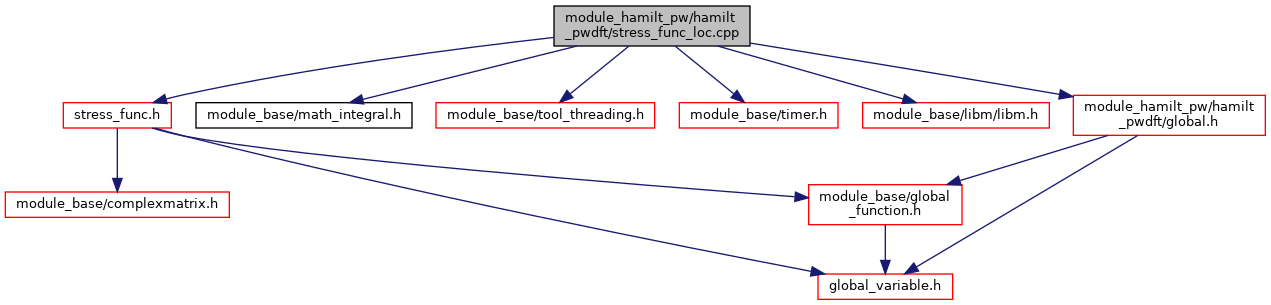 module_hamilt_pw/hamilt
_pwdft/stress_func_loc.cpp
stress_func.h
module_base/math_integral.h
module_base/tool_threading.h
module_base/timer.h
module_base/libm/libm.h
module_hamilt_pw/hamilt
_pwdft/global.h
module_base/complexmatrix.h
module_base/global
_function.h
global_variable.h